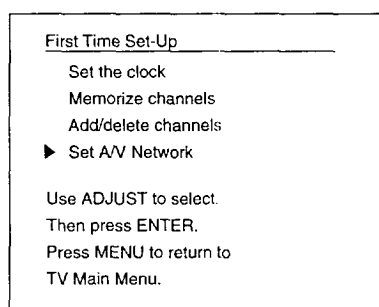 First Time Set-Up
Set the clock
Memorize channels
Add/delete channels
Set A/V Network
Use ADJUST to select.
Then press ENTER.
Press MENU to return to
TV Main Menu.